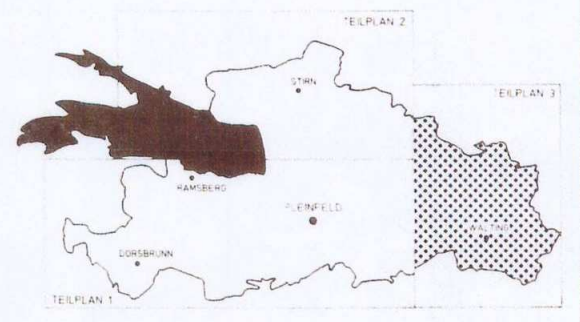 TEILPLAN 2
STIRN
TEILPLAN 3
RAMSBERG
PLEINFELD
WALTING
DORSBRUNN
TEILPLAN 1